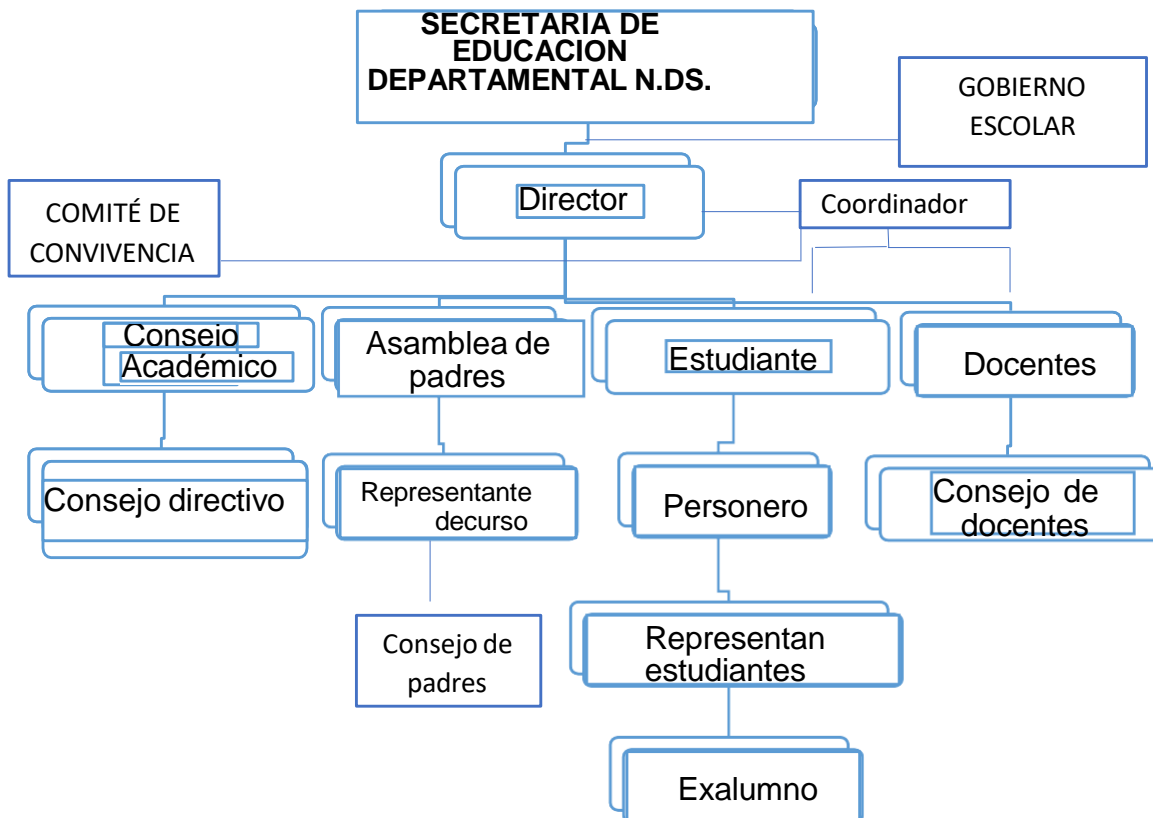 SECRETARIA DE
EDUCACION
DEPARTAMENTAL N.DS.
GOBIERNO
ESCOLAR
Director
Coordinador
COMITÉ DE
CONVIVENCIA
Consejo
Académico
Asamblea de
padres
Estudiante
Docentes
Consejo directivo
Representante
decurso
Personero
Consejo de
docentes
Consejo de
padres
Representan
estudiantes
Exalumno